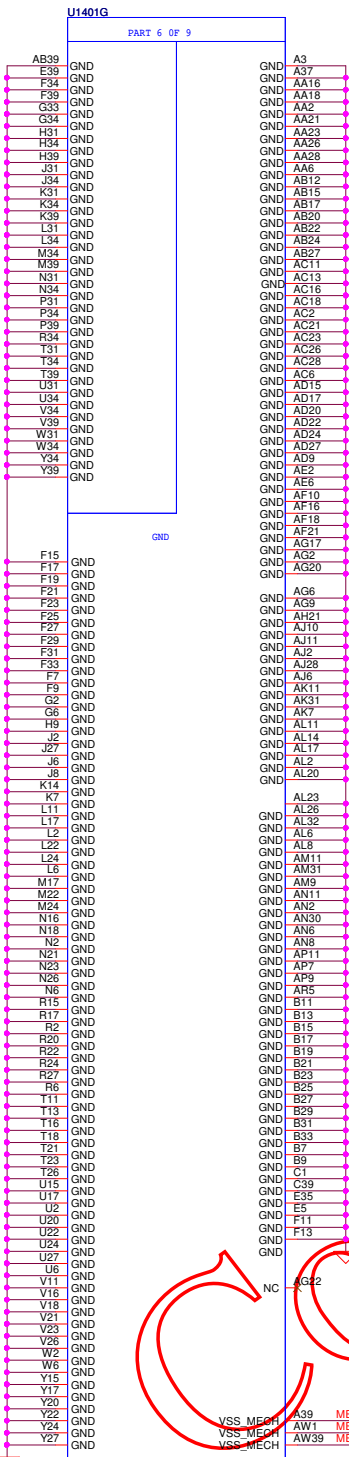 U1401G
PART 6 OF 9
AB39 GND GND A3
E39 GND GND A37
F34 GND GND AA16
F39 GND GND AA18
G33 GND GND AA2
G34 GND GND AA21
H31 GND GND AA23
H34 GND GND AA26
H39 GND GND AA28
J31 GND GND AA6
J34 GND GND AB12
K31 GND GND AB15
K34 GND GND AB17
K39 GND GND AB20
L31 GND GND AB22
L34 GND GND AB24
M34 GND GND AB27
M39 GND GND AC11
N31 GND GND AC13
N34 GND GND AC16
P31 GND GND AC18
P34 GND GND AC2
P39 GND GND AC21
R34 GND GND AC23
T31 GND GND AC26
T34 GND GND AC28
T39 GND GND AC6
U31 GND GND AD15
U34 GND GND AD17
V34 GND GND AD20
V39 GND GND AD22
W31 GND GND AD24
W34 GND GND AD27
Y34 GND GND AD9
Y39 GND GND AE2
GND AE6
GND AF10
GND AF16
GND AF18
GND AF21
GND GND AG17
F15 GND GND AG2
F17 GND GND AG20
F19 GND
F21 GND GND AG6
F23 GND GND AG9
F25 GND GND AH21
F27 GND GND AJ10
F29 GND GND AJ11
F31 GND GND AJ2
F33 GND GND AJ28
F7 GND GND AJ6
F9 GND GND AK11
G2 GND GND AK31
G6 GND GND AK7
H9 GND GND AL11
J2 GND GND AL14
J27 GND GND AL17
J6 GND GND AL2
J8 GND GND AL20
K14 GND
K7 GND AL23
L11 GND GND AL26
L17 GND GND AL32
L2 GND GND AL6
L22 GND GND AL8
L24 GND GND AM11
L6 GND GND AM31
M17 GND GND AM9
M22 GND GND AN11
M24 GND GND AN2
N16 GND GND AN30
N18 GND GND AN6
N2 GND GND AN8
N21 GND GND AP11
N23 GND GND AP7
N26 GND GND AP9
N6 GND GND AR5
R15 GND GND B11
R17 GND GND B13
R2 GND GND B15
R20 GND GND B17
R22 GND GND B19
R24 GND GND B21
R27 GND GND B23
R6 GND GND B25
T11 GND GND B27
T13 GND GND B29
T16 GND GND B31
T18 GND GND B33
T21 GND GND B7
T23 GND GND B9
T26 GND GND C1
U15 GND GND C39
U17 GND GND E35
U2 GND GND E5
U20 GND GND F11
U22 GND GND F13
U24 GND GND
U27 GND
U6 GND
V11 GND NC AG22
V16 GND
V18 GND
V21 GND
V23 GND
V26 GND
W2 GND
W6 GND
Y15 GND
Y17 GND
Y20 GND
Y22 GND VSS_MECH A39 ME
Y24 GND VSS_MECH AW1 ME
Y27 GND VSS_MECH AW39 ME